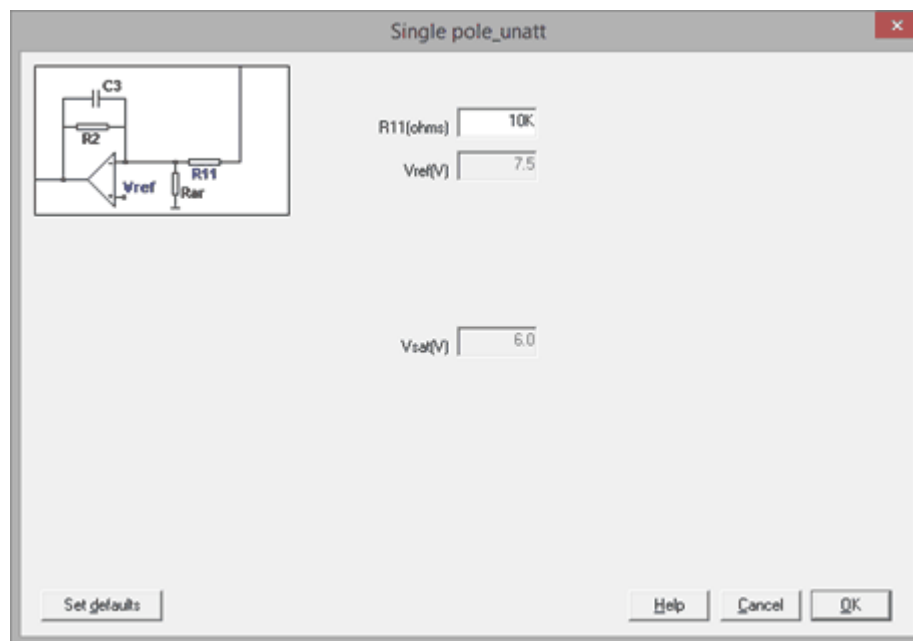 Single pole_unatt
C3
R2
Vref
R11
Rar
R11(ohms) 10K
Vref(V) 7.5
Vsat(V) 6.0
Set defaults
Help
Cancel
OK